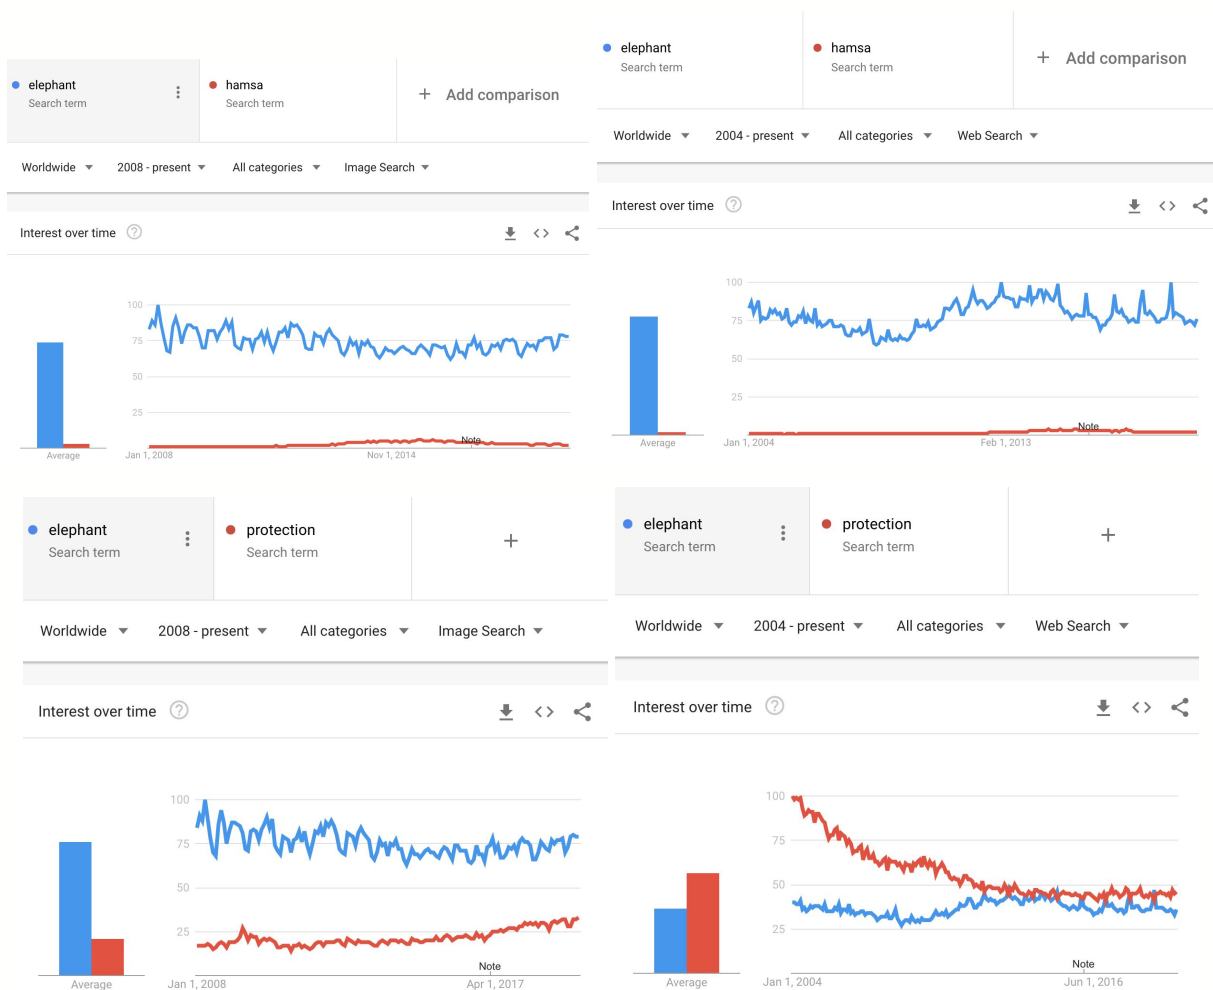 elephant
Search term
hamsa
Search term
+ Add comparison
Worldwide 2008 - present All categories Image Search
Interest over time ?
100
75
50
25
Note
Average
Jan 1, 2008 Nov 1, 2014
elephant
Search term
hamsa
Search term
+ Add comparison
Worldwide 2004 - present All categories Web Search
Interest over time ?
100
75
50
25
Note
Average
Jan 1, 2004 Feb 1, 2013
elephant
Search term
protection
Search term
+
Worldwide 2008 - present All categories Image Search
Interest over time ?
100
75
50
25
Note
Average
Jan 1, 2008 Apr 1, 2017
elephant
Search term
protection
Search term
+
Worldwide 2004 - present All categories Web Search
Interest over time ?
100
75
50
25
Note
Average
Jan 1, 2004 Jun 1, 2016